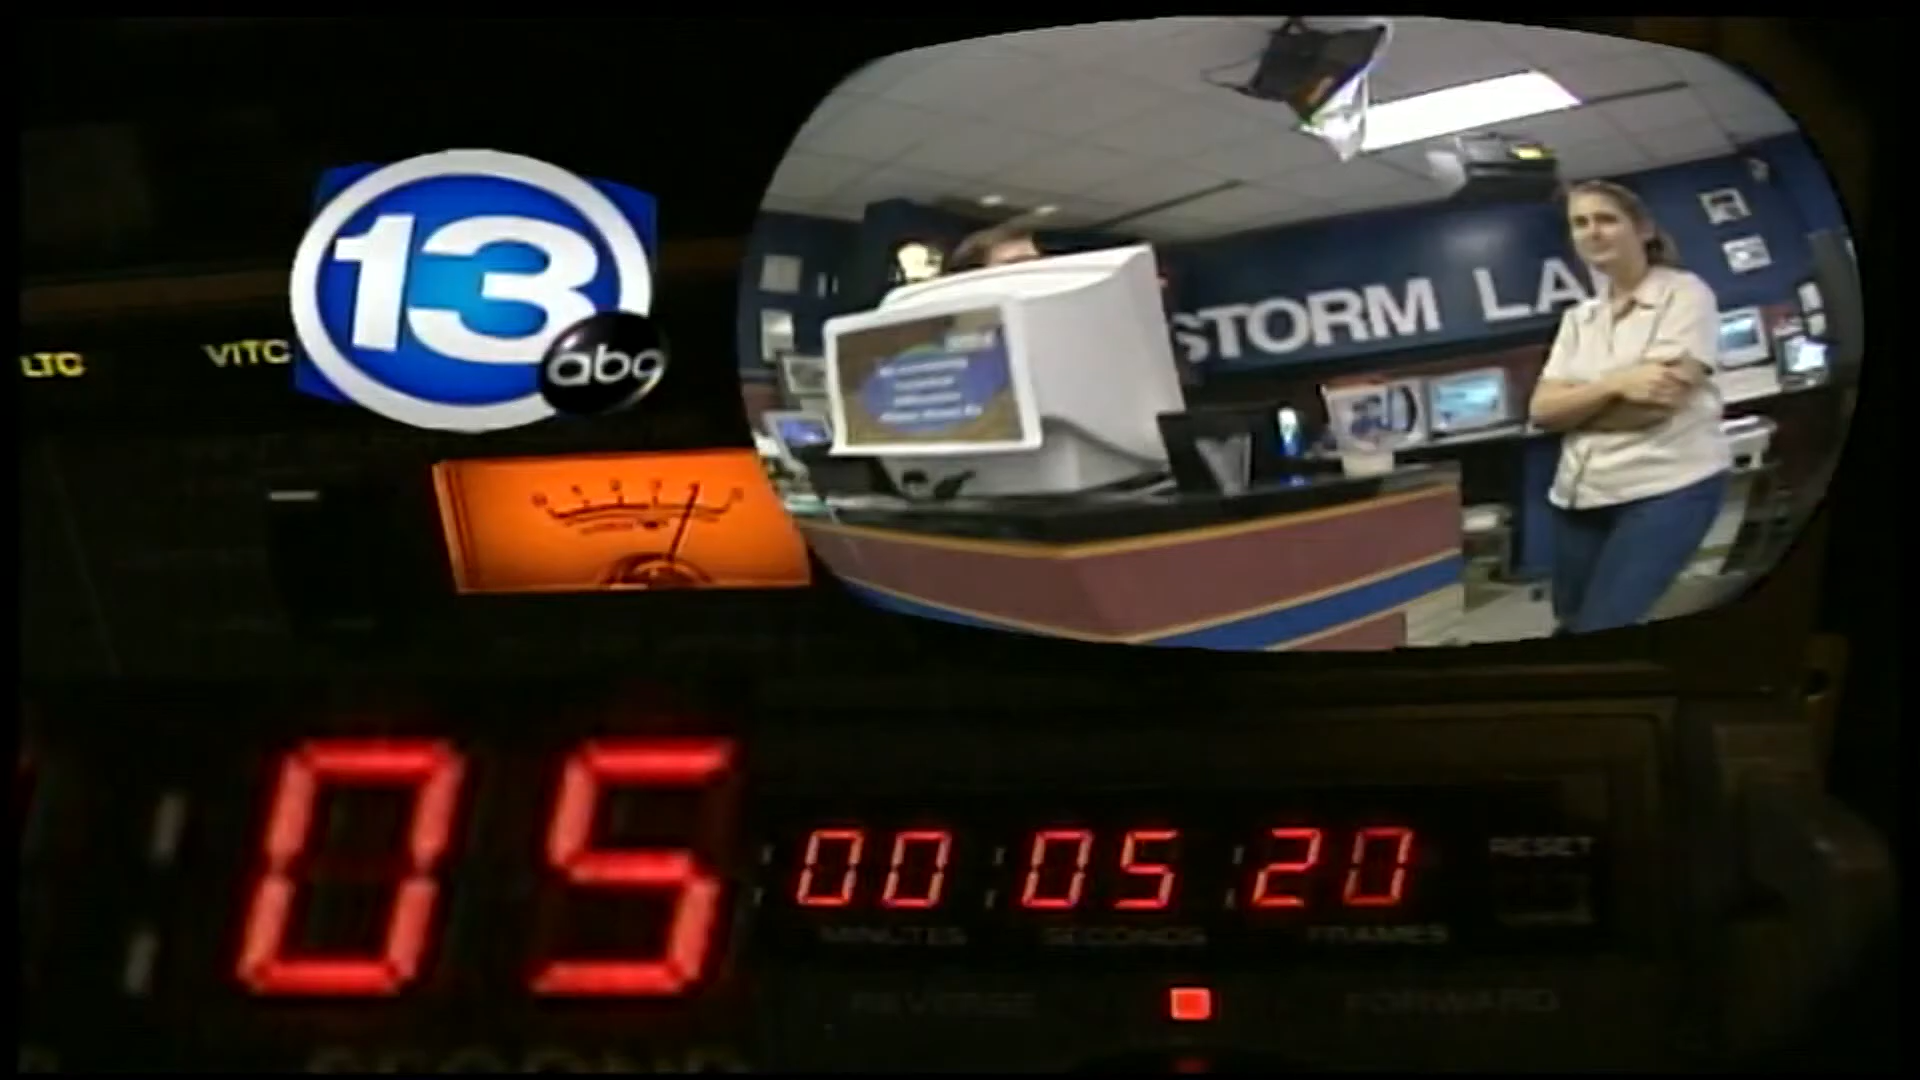 13
abc
LTC
VITC
STORM LA
05
00 05 20
RESET
MINUTES SECONDS FRAMES
REVERSE FORWARD